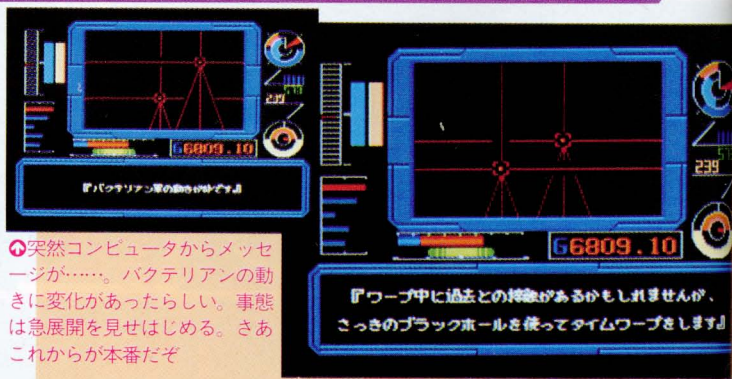 239
G6809.10
『バクテリアン軍の動きが妙です。』
突然コンピュータからメッセ
ージが……。バクテリアンの動
きに変化があったらしい。事態
は急展開を見せはじめる。さあ
これからが本番だぞ
239
G6809.10
『ワープ中に過去との接触があるかもしれませんが、
さっきのブラックホールを使ってタイムワープをします』